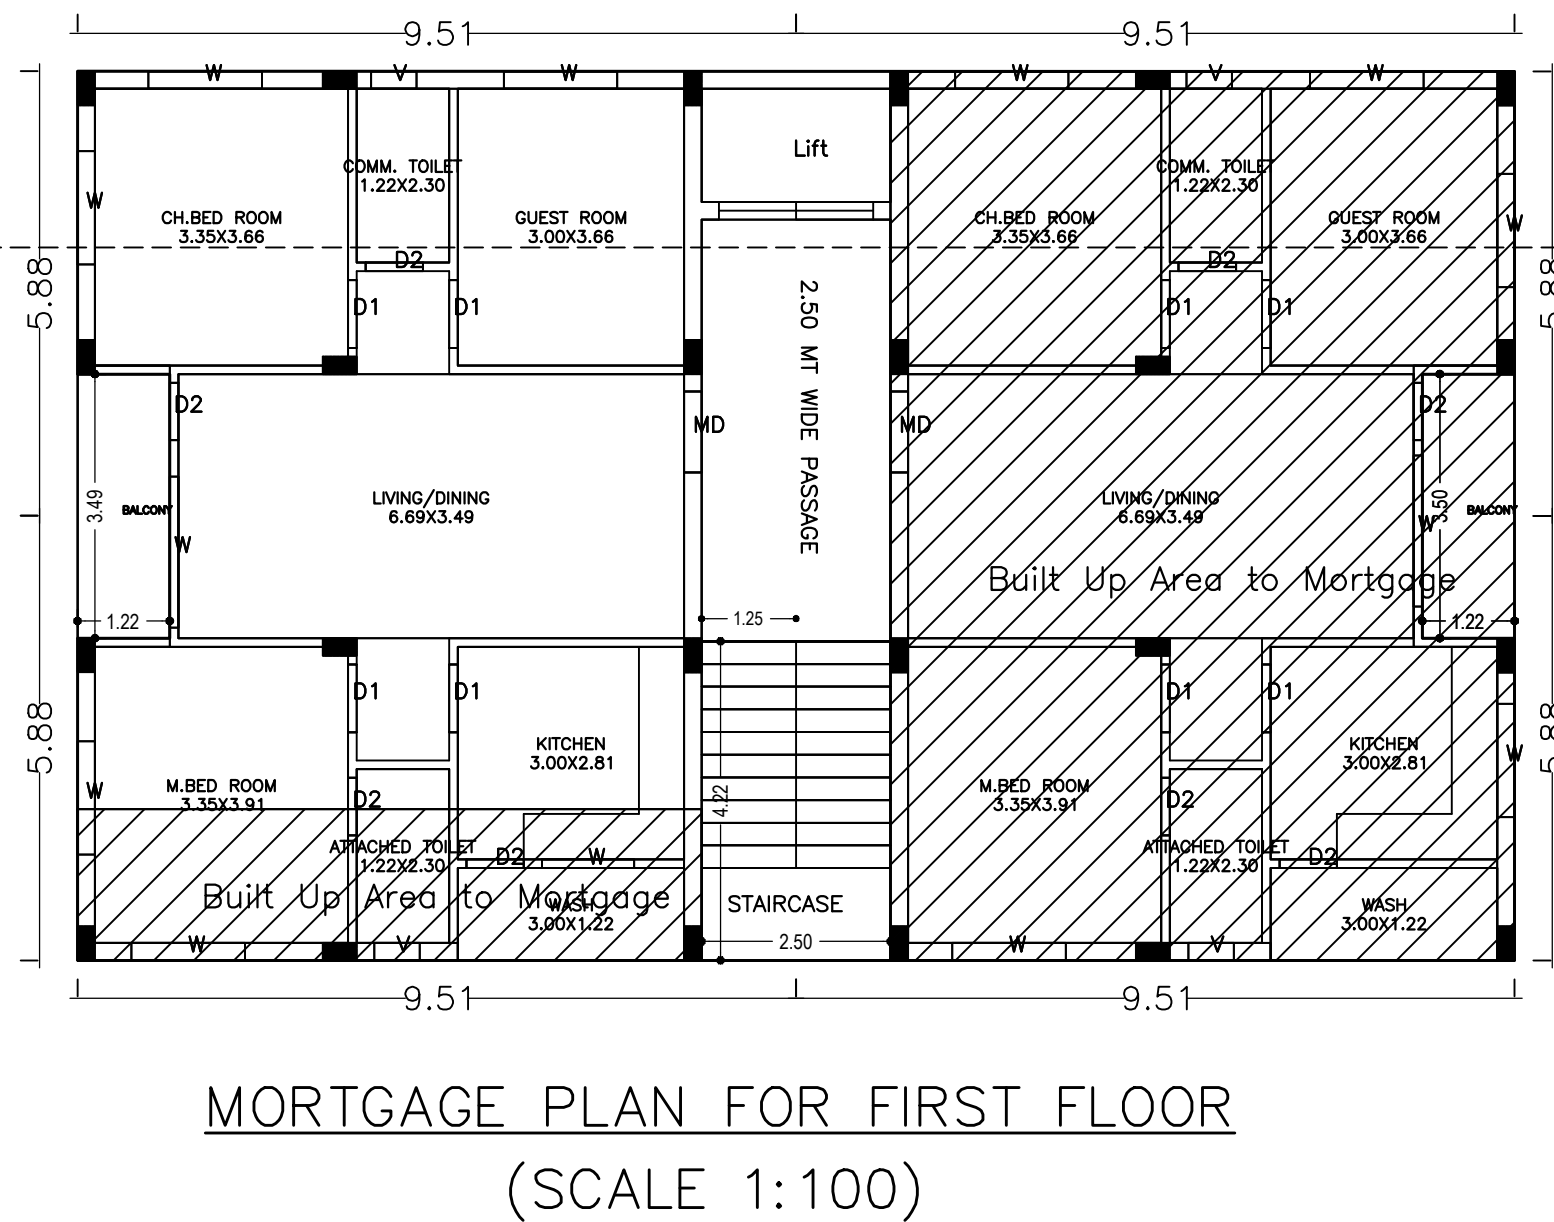 9.51
9.51
W
V
W
W
V
W
Lift
COMM. TOILET
1.22X2.30
COMM. TOILET
1.22X2.30
W
CH.BED ROOM
3.35X3.66
GUEST ROOM
3.00X3.66
CH.BED ROOM
3.35X3.66
GUEST ROOM
3.00X3.66
W
D2
D2
5.88
D1
D1
2.50 MT WIDE PASSAGE
D1
D1
5.88
D2
MD
MD
D2
3.49
BALCONY
LIVING/DINING
6.69X3.49
LIVING/DINING
6.69X3.49
3.50
BALCONY
W
W
Built Up Area to Mortgage
1.22
1.25
1.22
D1
D1
D1
D1
5.88
KITCHEN
3.00X2.81
KITCHEN
3.00X2.81
W
5.88
W
M.BED ROOM
3.35X3.91
4.22
M.BED ROOM
3.35X3.91
D2
D2
ATTACHED TOILET
1.22X2.30
D2
W
ATTACHED TOILET
1.22X2.30
D2
Built Up Area to Mortgage
WASH
3.00X1.22
STAIRCASE
WASH
3.00X1.22
W
V
2.50
W
V
9.51
9.51
MORTGAGE PLAN FOR FIRST FLOOR
(SCALE 1:100)